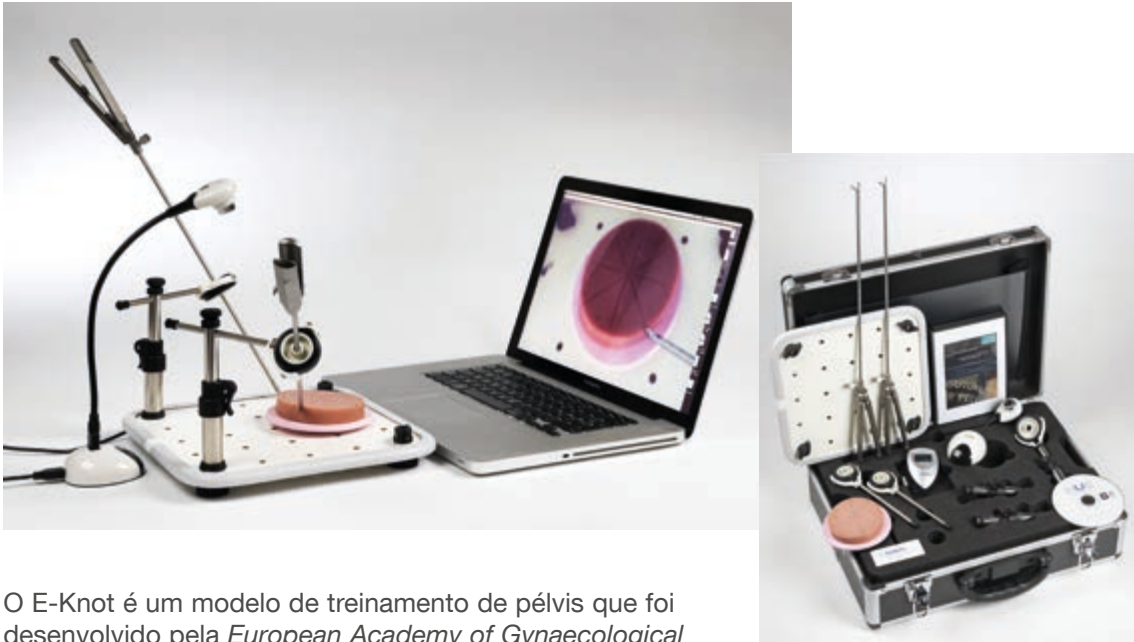 O E-Knot é um modelo de treinamento de pélvis que foi
desenvolvido pela European Academy of Gynaecological